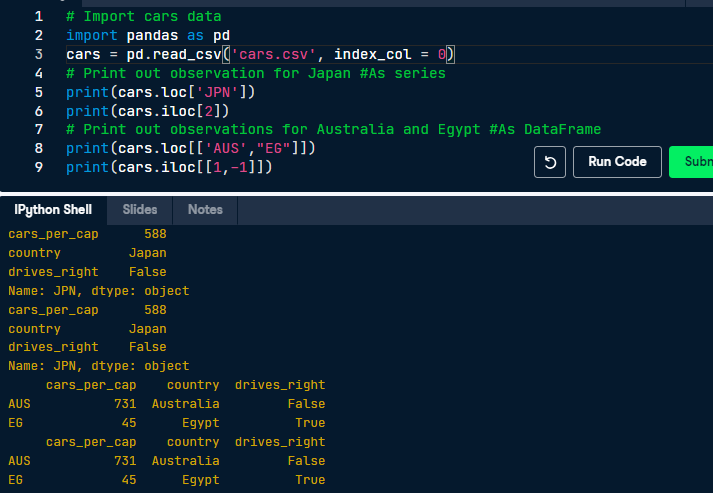 1 # Import cars data
2 import pandas as pd
3 cars = pd.read_csv('cars.csv', index_col = 0)
4 # Print out observation for Japan #As series
5 print(cars.loc['JPN'])
6 print(cars.iloc[2])
7 # Print out observations for Australia and Egypt #As DataFrame
8 print(cars.loc[['AUS',"EG"]])
9 print(cars.iloc[[1,-1]])
Run Code
Subm
IPython Shell Slides Notes
cars_per_cap 588
country Japan
drives_right False
Name: JPN, dtype: object
cars_per_cap 588
country Japan
drives_right False
Name: JPN, dtype: object
cars_per_cap country drives_right
AUS 731 Australia False
EG 45 Egypt True
cars_per_cap country drives_right
AUS 731 Australia False
EG 45 Egypt True